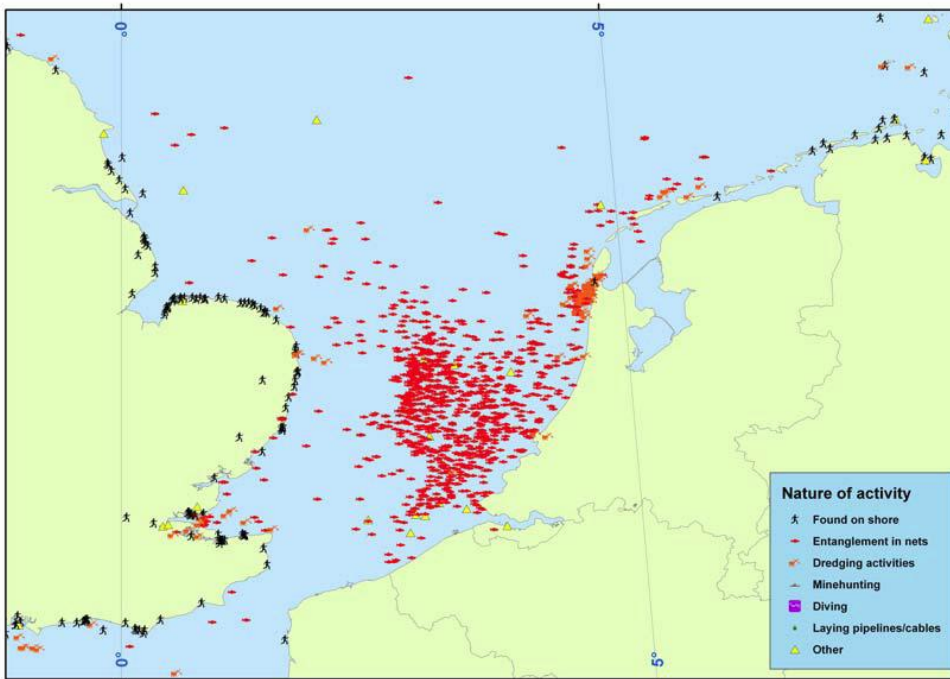 0°
5°
0°
5°
Nature of activity
Found on shore
Entanglement in nets
Dredging activities
Minehunting
Diving
Laying pipelines/cables
Other